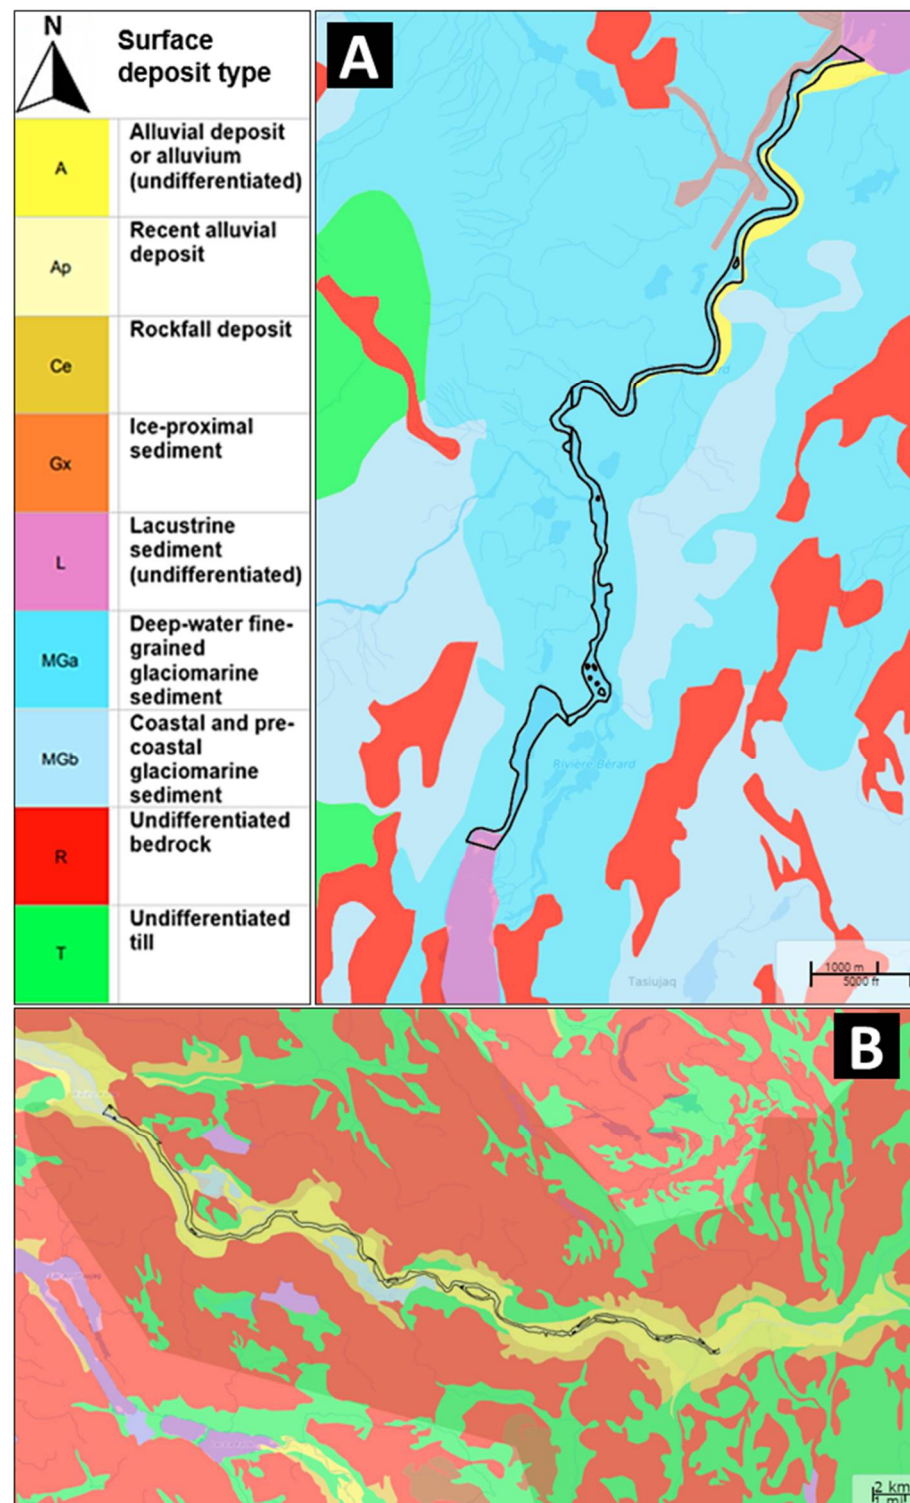 N
Surface
deposit type
A
Alluvial deposit
or alluvium
(undifferentiated)
Ap
Recent alluvial
deposit
Ce
Rockfall deposit
Gx
Ice-proximal
sediment
L
Lacustrine
sediment
(undifferentiated)
MGa
Deep-water fine-
grained
glaciomarine
sediment
MGb
Coastal and pre-
coastal
glaciomarine
sediment
R
Undifferentiated
bedrock
T
Undifferentiated
till
A
Rivière Bérard
Tasiujaq
1000 m
5000 ft
B
2 km
1 mi